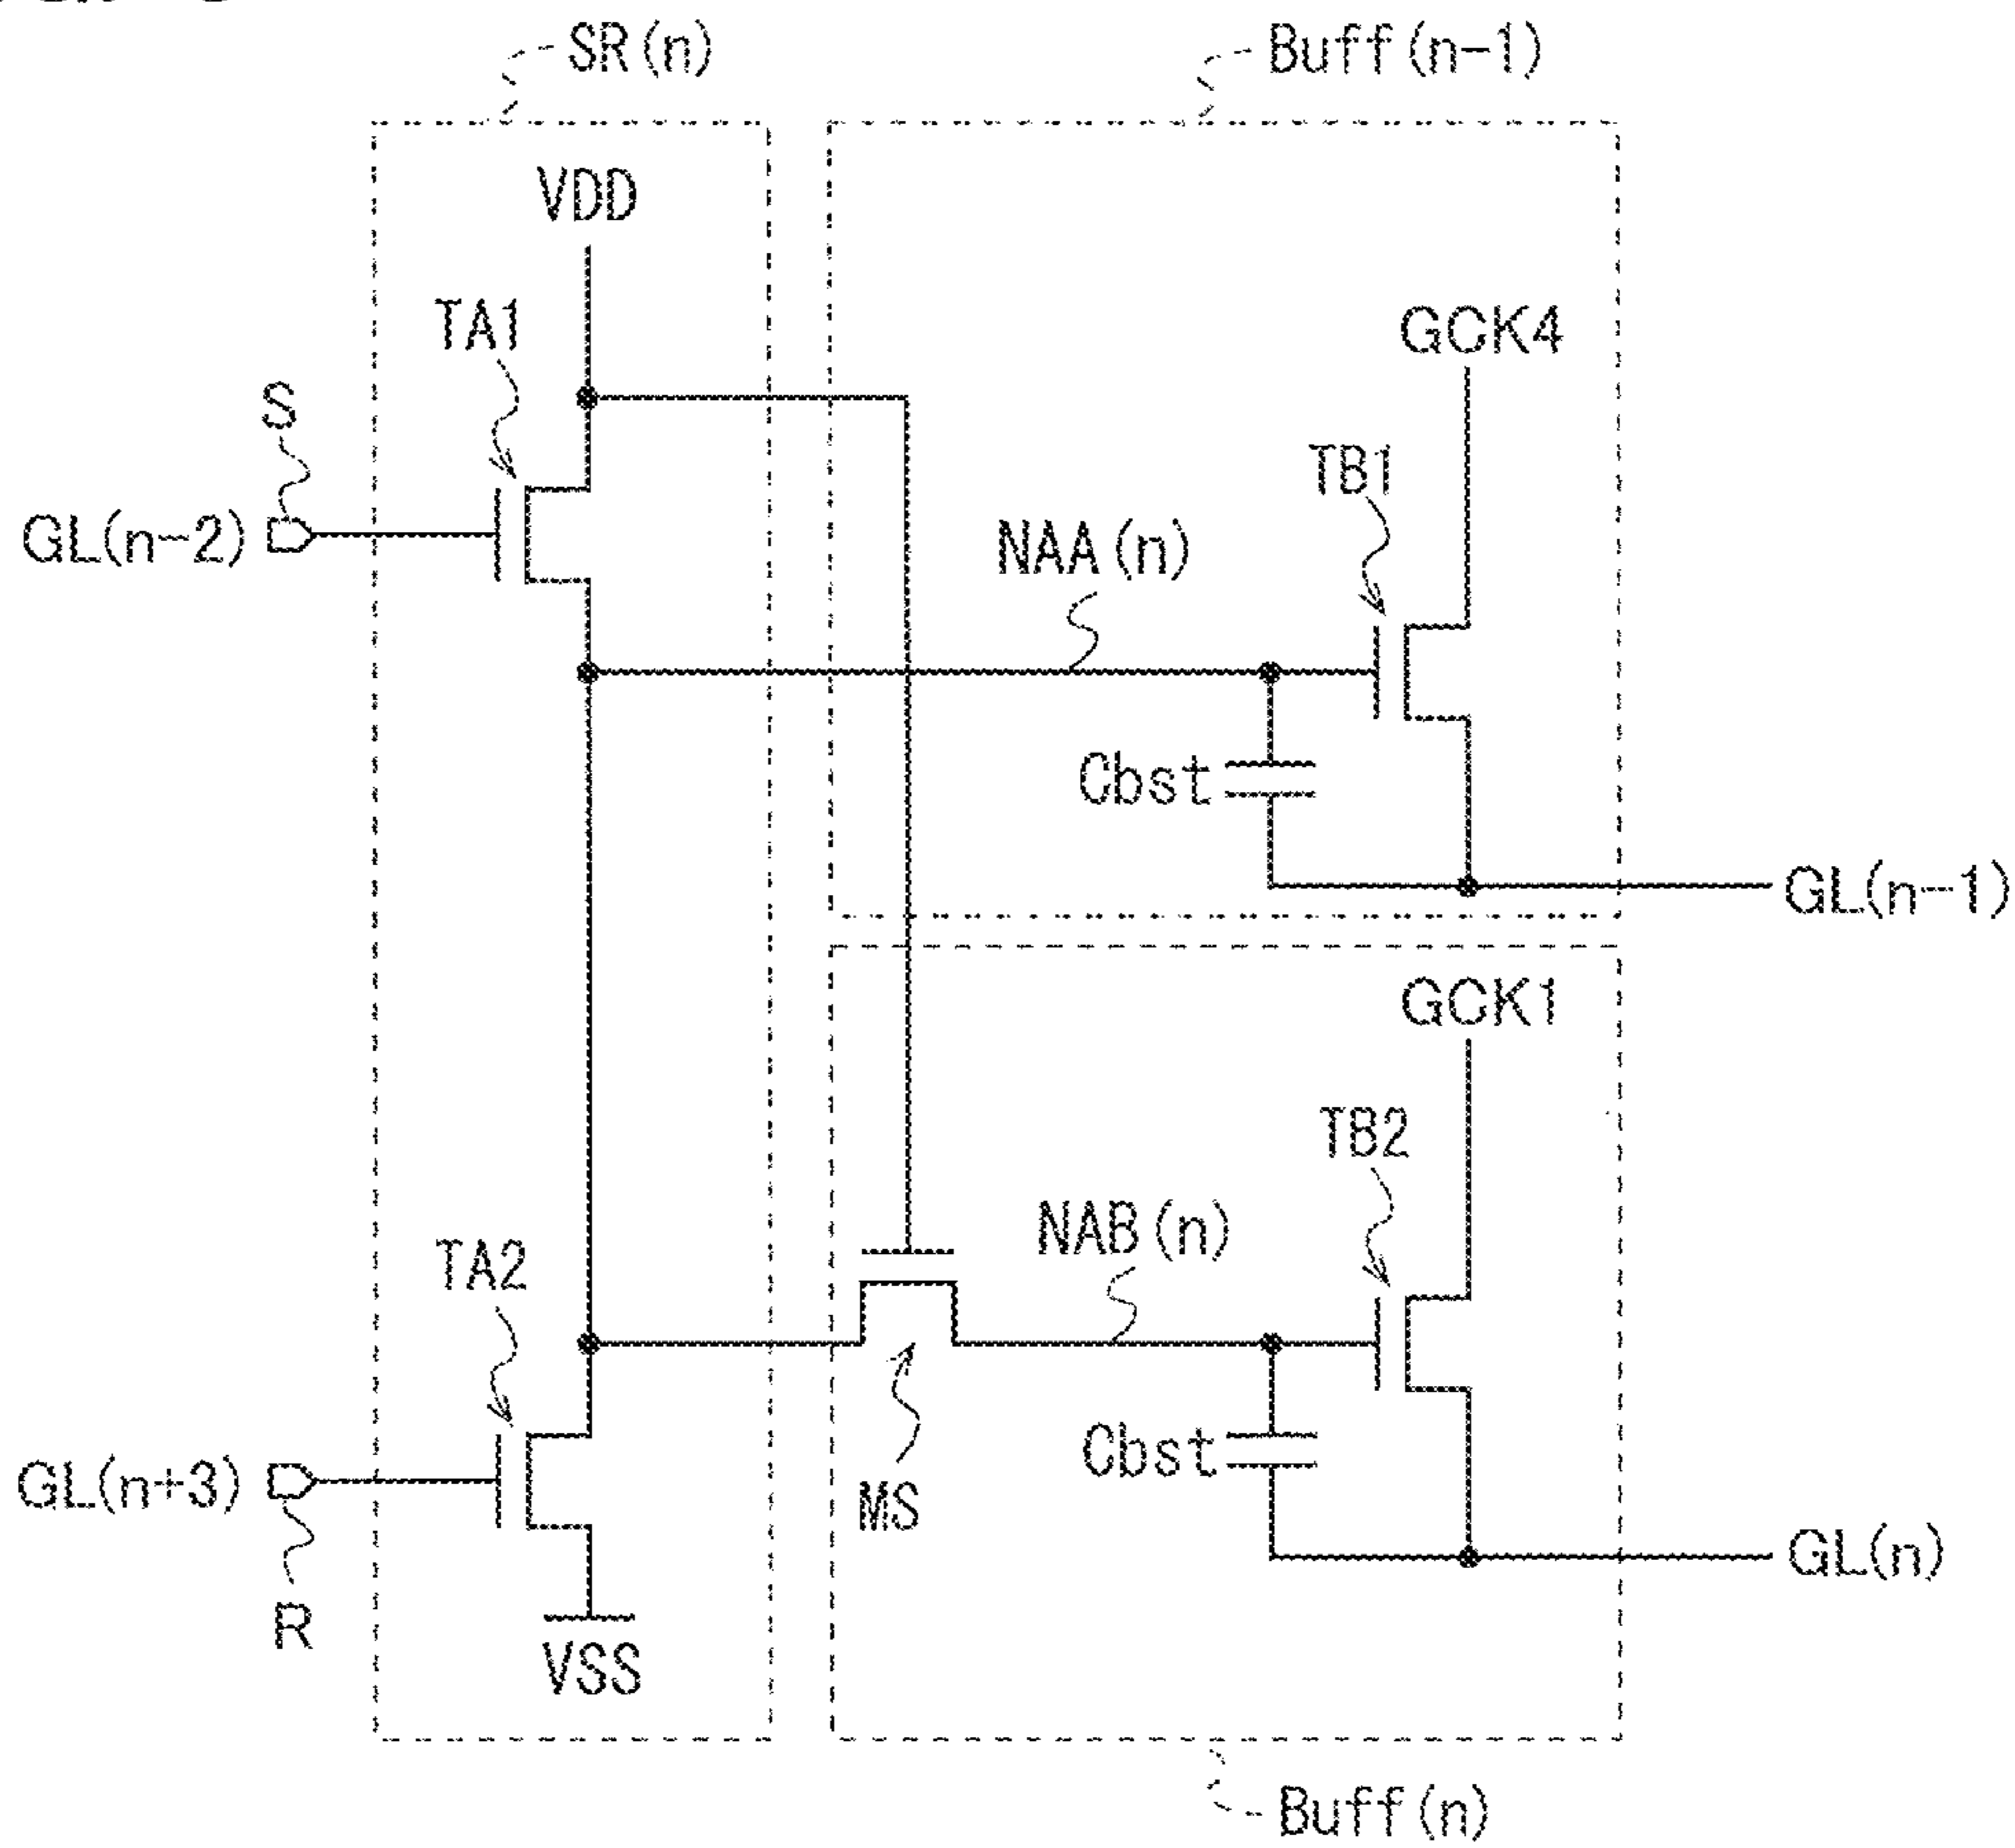 SR(n)
Buff(n-1)
VDD
TA1
GCK4
S
TB1
GL(n-2)
NAA(n)
Cbst
GL(n-1)
GCK1
TB2
NAB(n)
TA2
Cbst
GL(n+3)
MS
GL(n)
R
VSS
Buff(n)